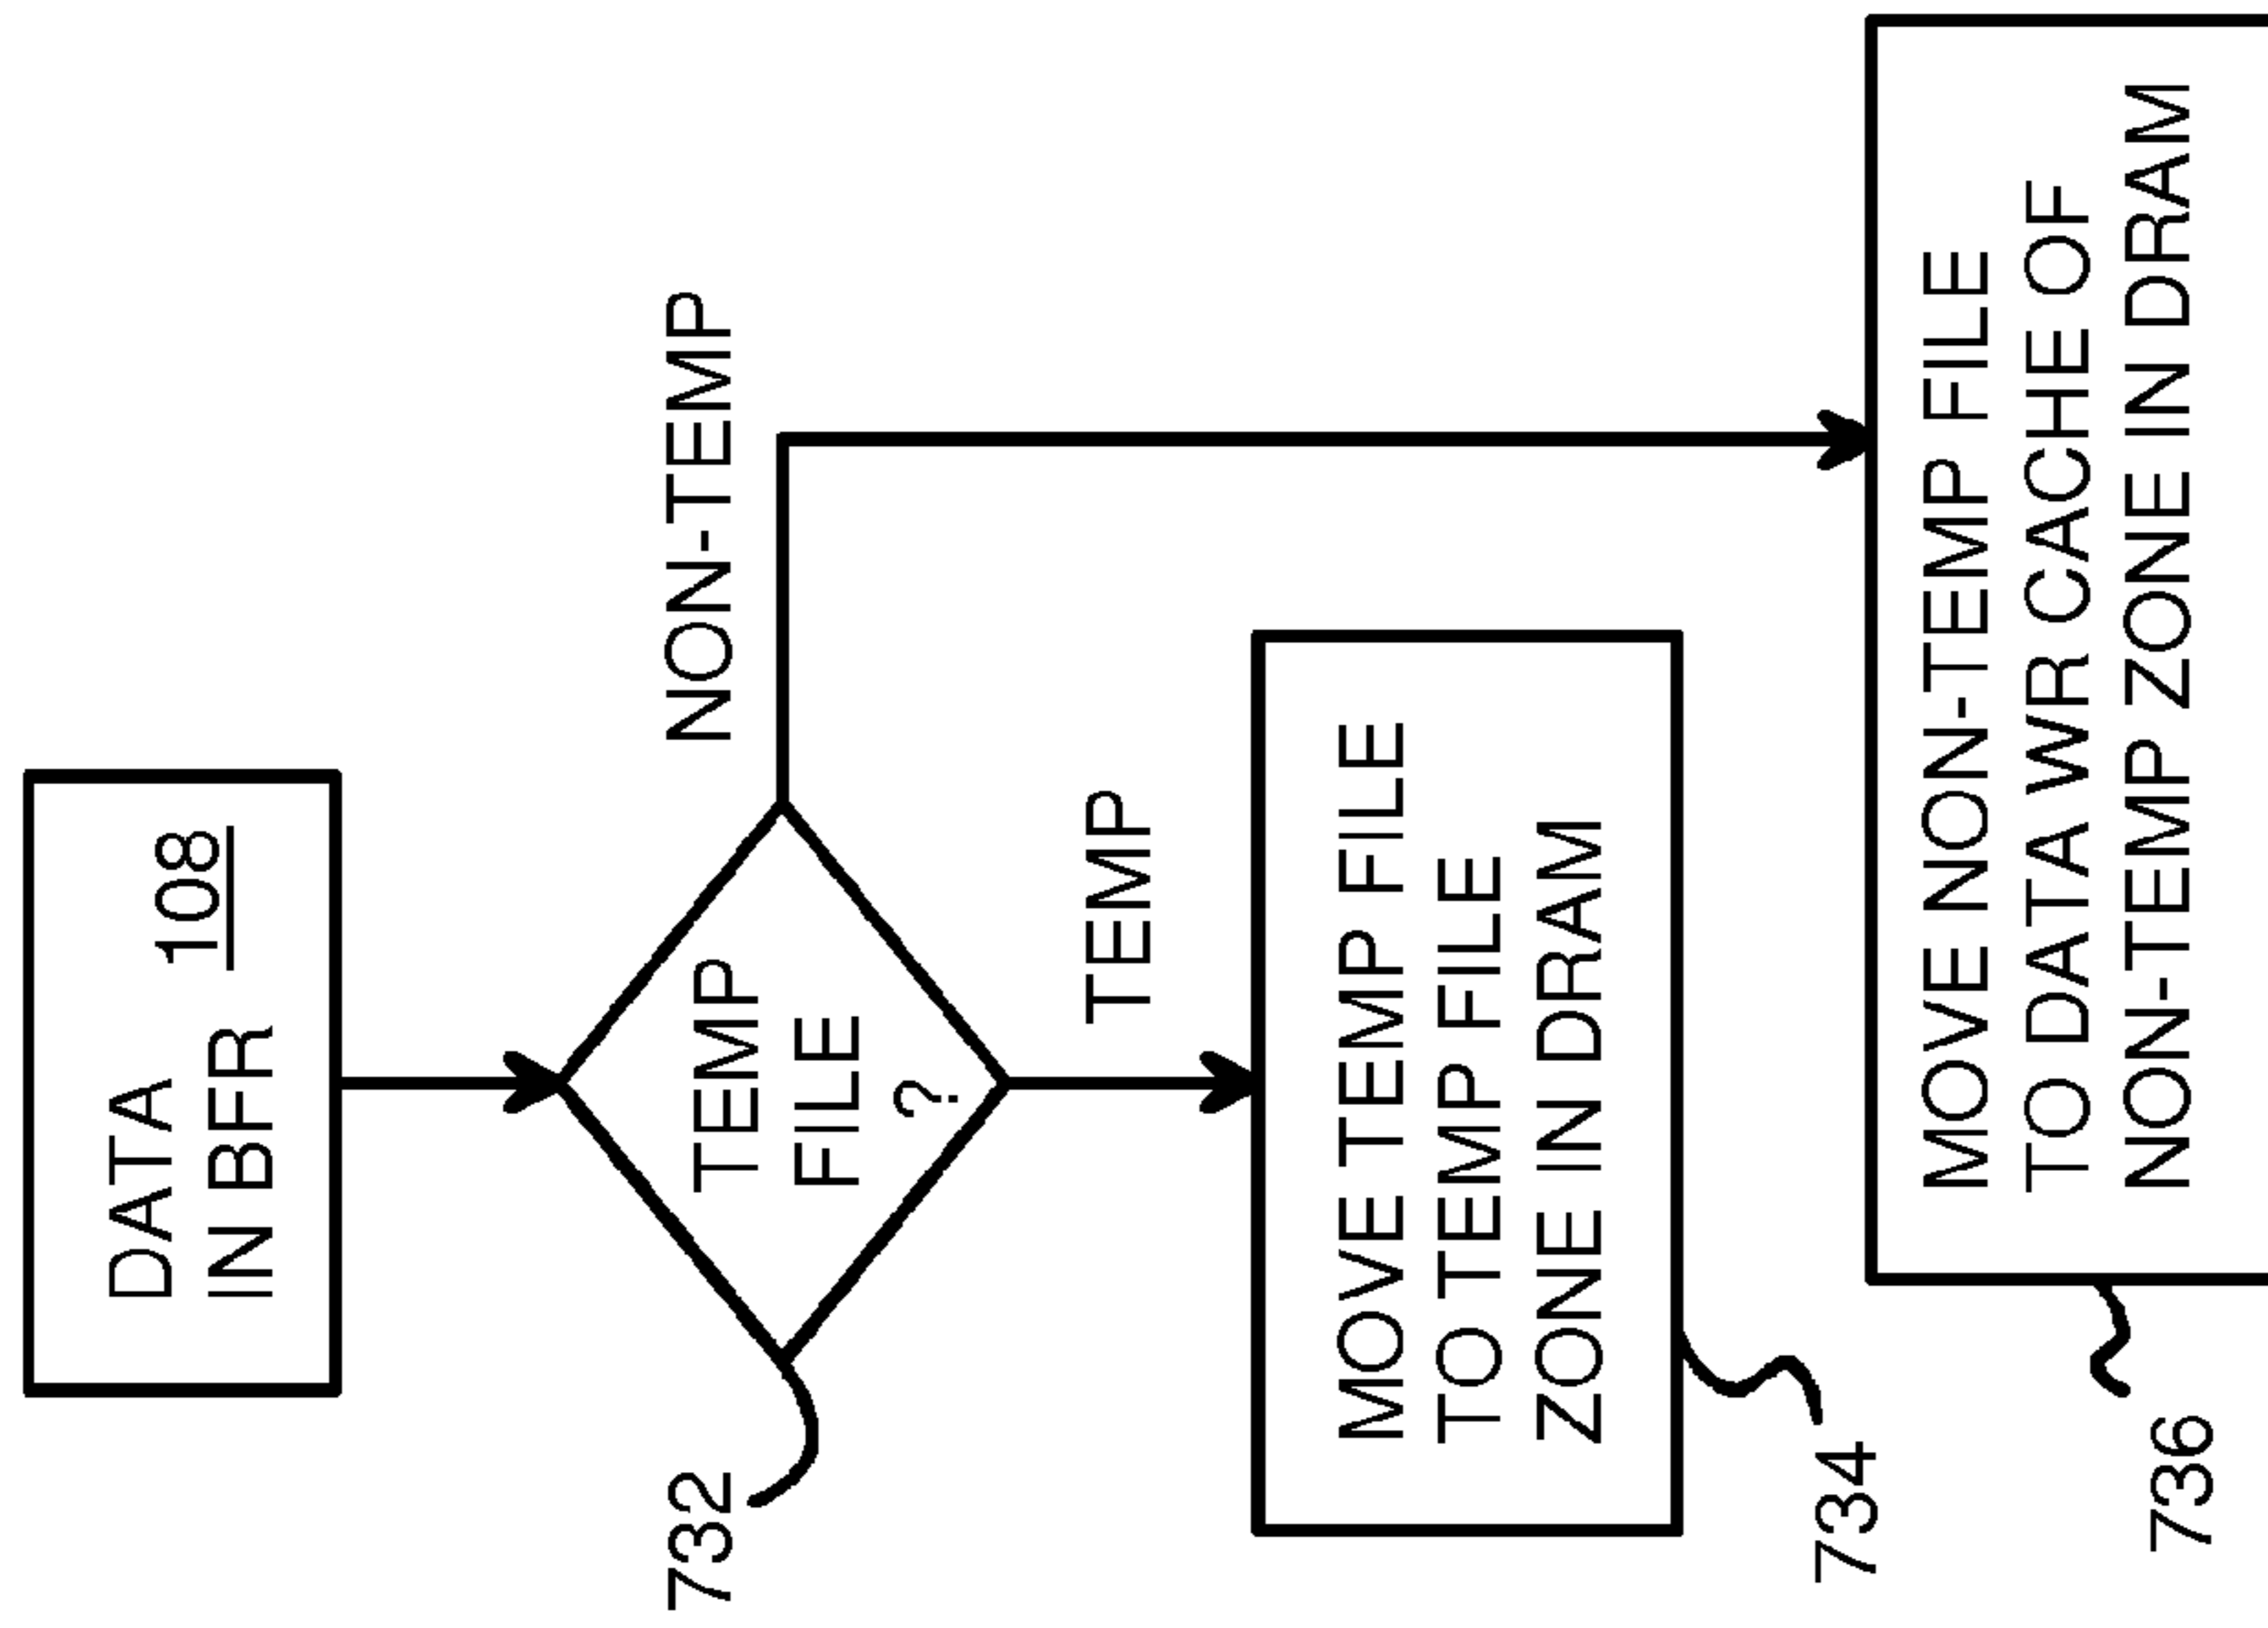 DATA
IN BFR 108
732
TEMP
FILE
?
NON-TEMP
TEMP
MOVE TEMP FILE
TO TEMP FILE
ZONE IN DRAM
734
MOVE NON-TEMP FILE
TO DATA WR CACHE OF
NON-TEMP ZONE IN DRAM
736